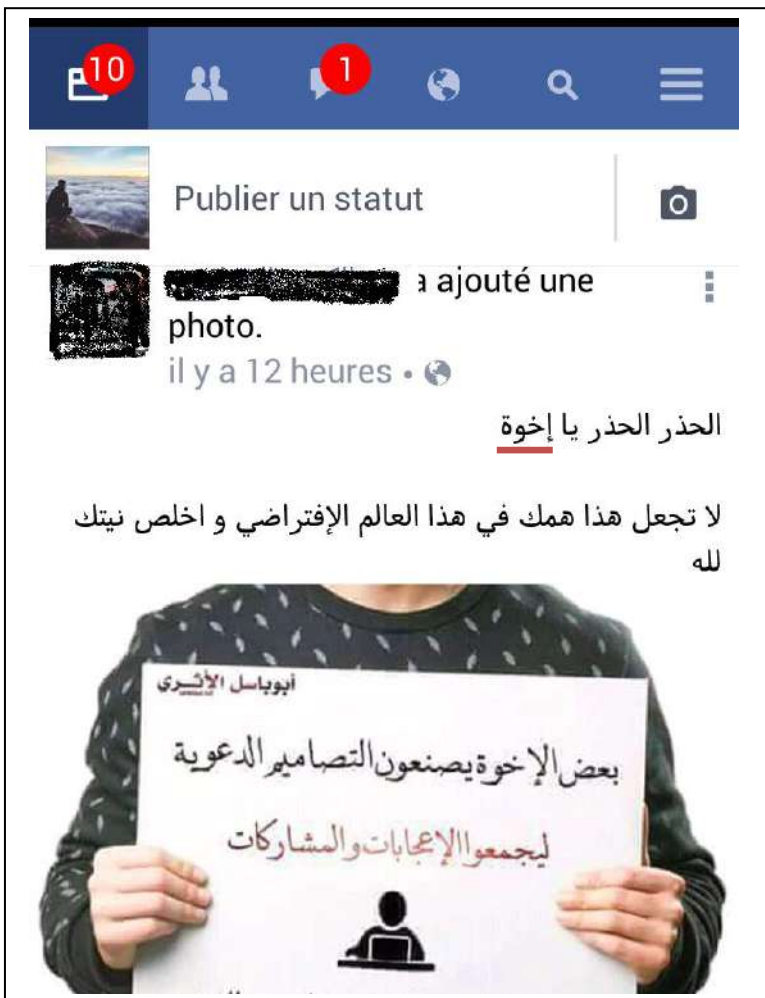 10
1
Publier un statut
a ajouté une
photo.
il y a 12 heures •
الحذر الحذر يا إخوة
لا تجعل هذا همك في هذا العالم الإفتراضي و اخلص نيتك
لله
أبوباسل الأثــرى
بعض الإخوة يصنعون التصاميم الدعوية
ليجمعوا الإعجابات والمشاركات